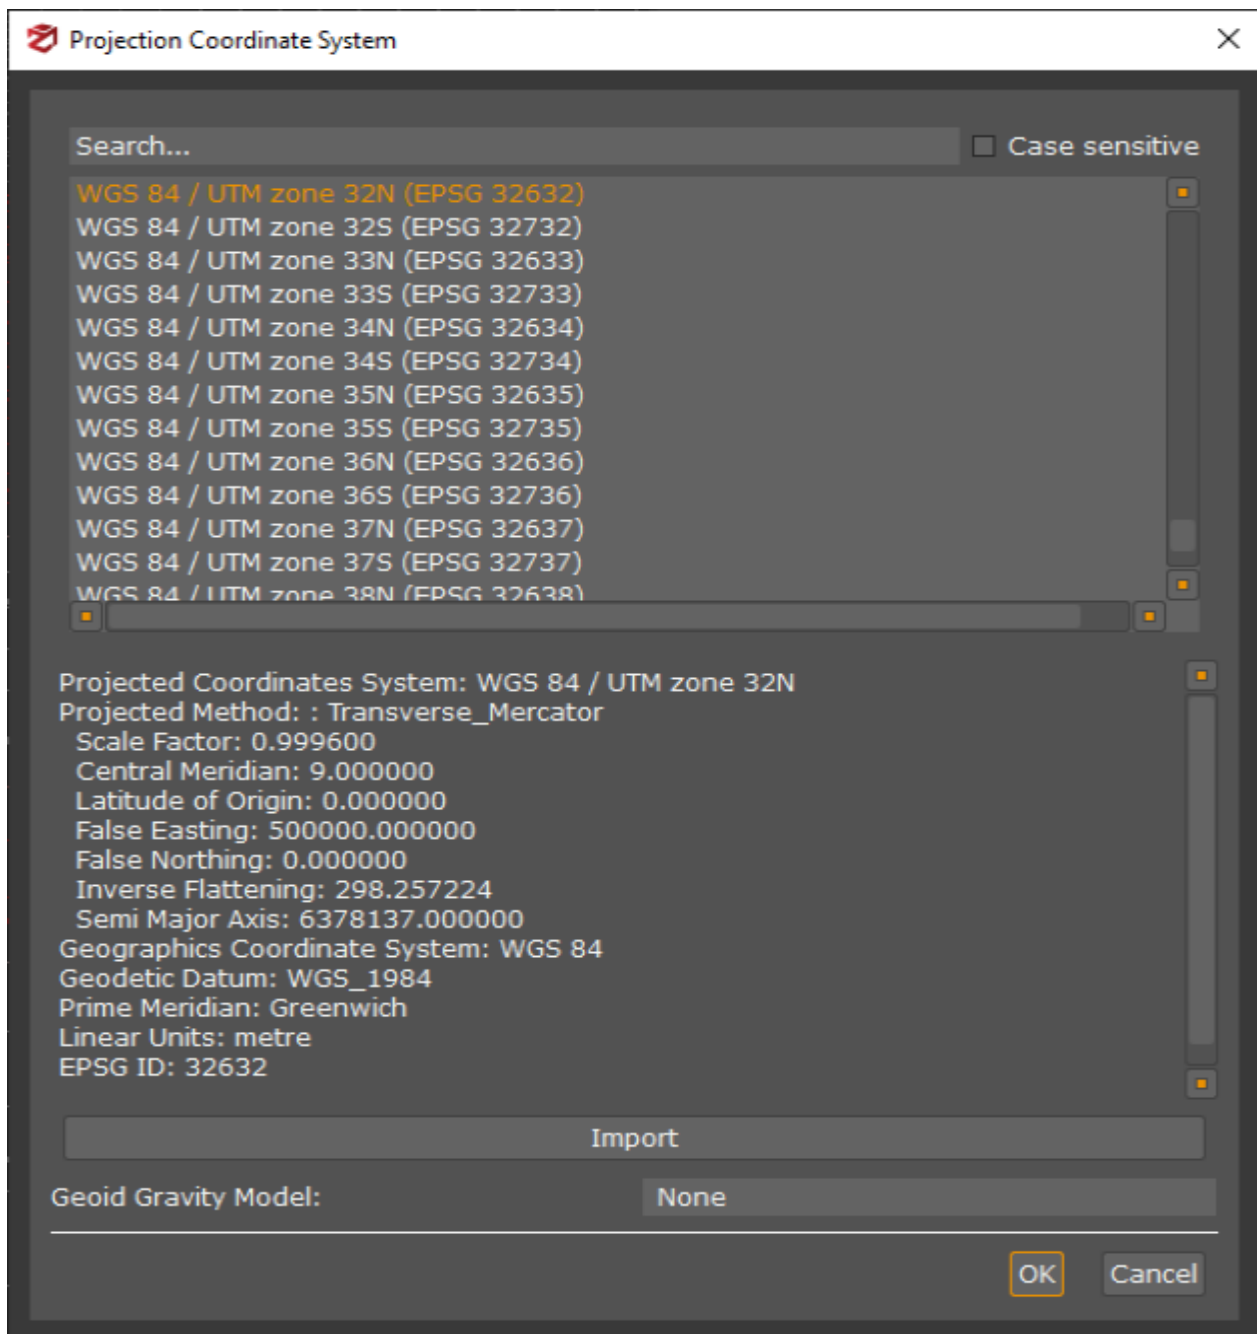 Projection Coordinate System
Search...
Case sensitive
WGS 84 / UTM zone 32N (EPSG 32632)
WGS 84 / UTM zone 32S (EPSG 32732)
WGS 84 / UTM zone 33N (EPSG 32633)
WGS 84 / UTM zone 33S (EPSG 32733)
WGS 84 / UTM zone 34N (EPSG 32634)
WGS 84 / UTM zone 34S (EPSG 32734)
WGS 84 / UTM zone 35N (EPSG 32635)
WGS 84 / UTM zone 35S (EPSG 32735)
WGS 84 / UTM zone 36N (EPSG 32636)
WGS 84 / UTM zone 36S (EPSG 32736)
WGS 84 / UTM zone 37N (EPSG 32637)
WGS 84 / UTM zone 37S (EPSG 32737)
WGS 84 / UTM zone 38N (EPSG 32638)
Projected Coordinates System: WGS 84 / UTM zone 32N
Projected Method: : Transverse_Mercator
Scale Factor: 0.999600
Central Meridian: 9.000000
Latitude of Origin: 0.000000
False Easting: 500000.000000
False Northing: 0.000000
Inverse Flattening: 298.257224
Semi Major Axis: 6378137.000000
Geographics Coordinate System: WGS 84
Geodetic Datum: WGS_1984
Prime Meridian: Greenwich
Linear Units: metre
EPSG ID: 32632
Import
Geoid Gravity Model:
None
OK
Cancel